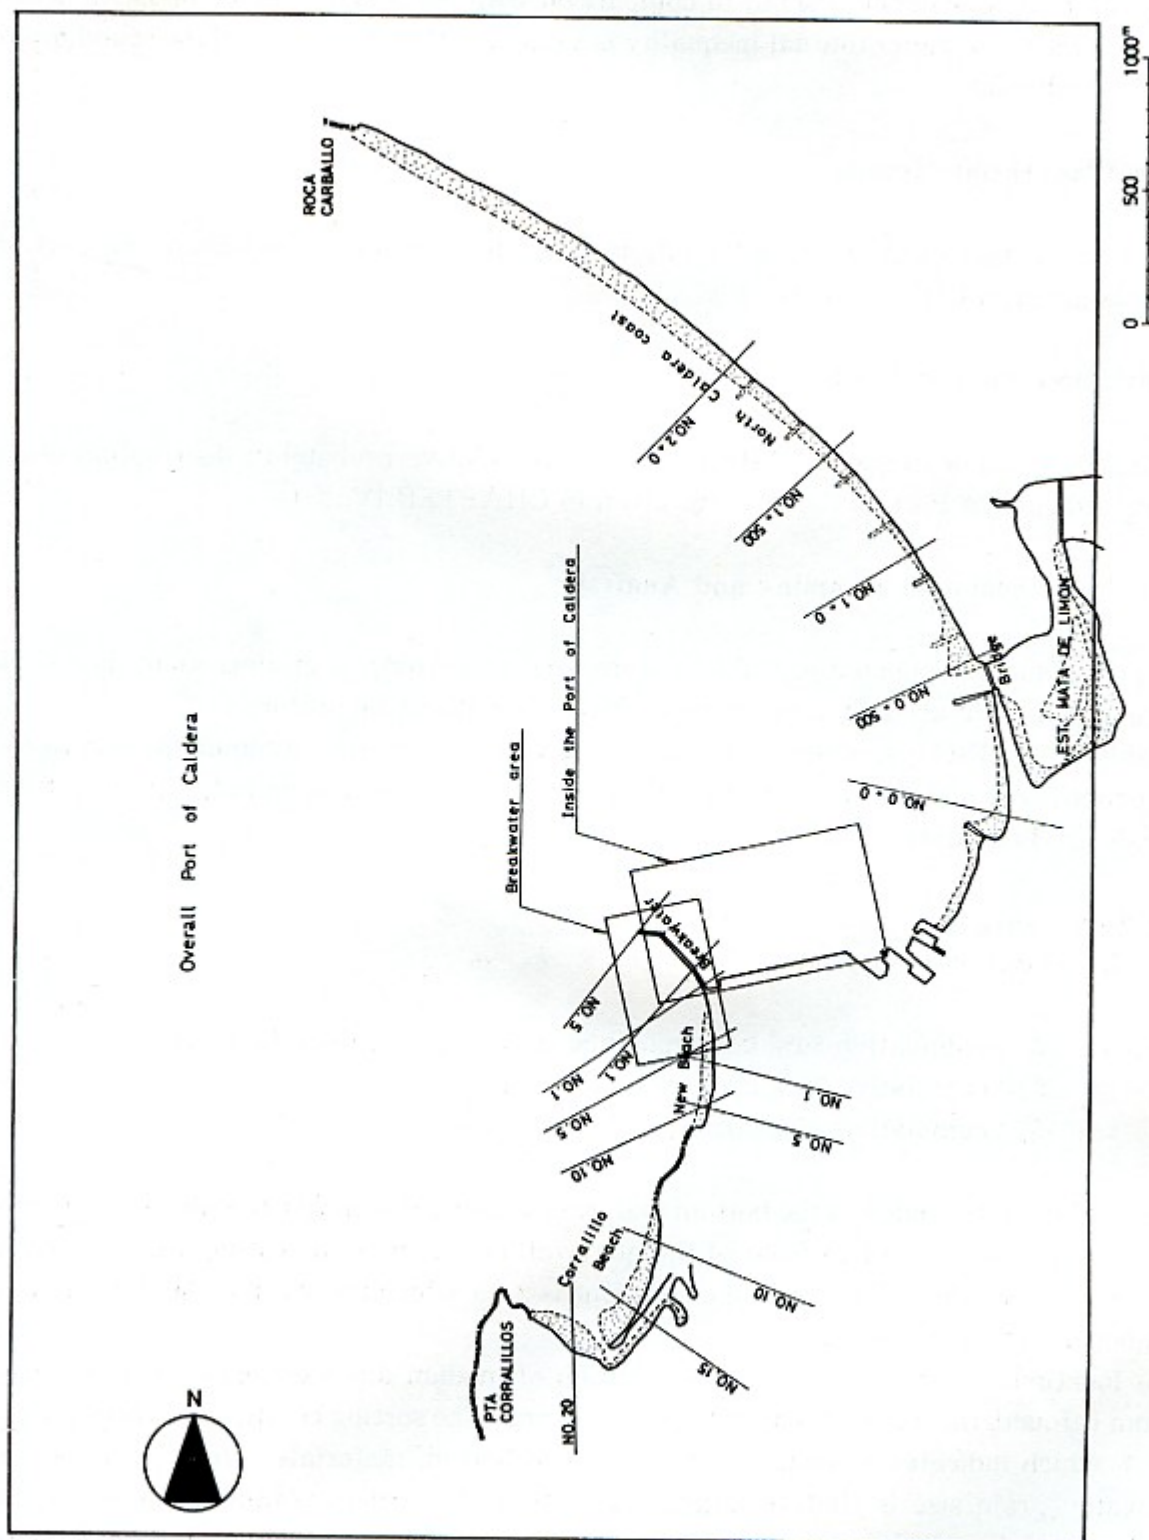 Overall Port of Caldera
N
ROCA
CARBALLO
North Caldera coast
NO.2+0
NO.1+500
NO.1+0
NO.0+500
NO.0+0
Bridge
EST. MATA DE LIMON
Inside the Port of Caldera
Breakwater area
Breakwater
NO.5
NO.1
NO.1
NO.5
NO.10
New Beach
NO.1
NO.5
Corralillo
Beach
NO.10
NO.15
NO.20
PTA
CORRALILLOS
0 500 1000m